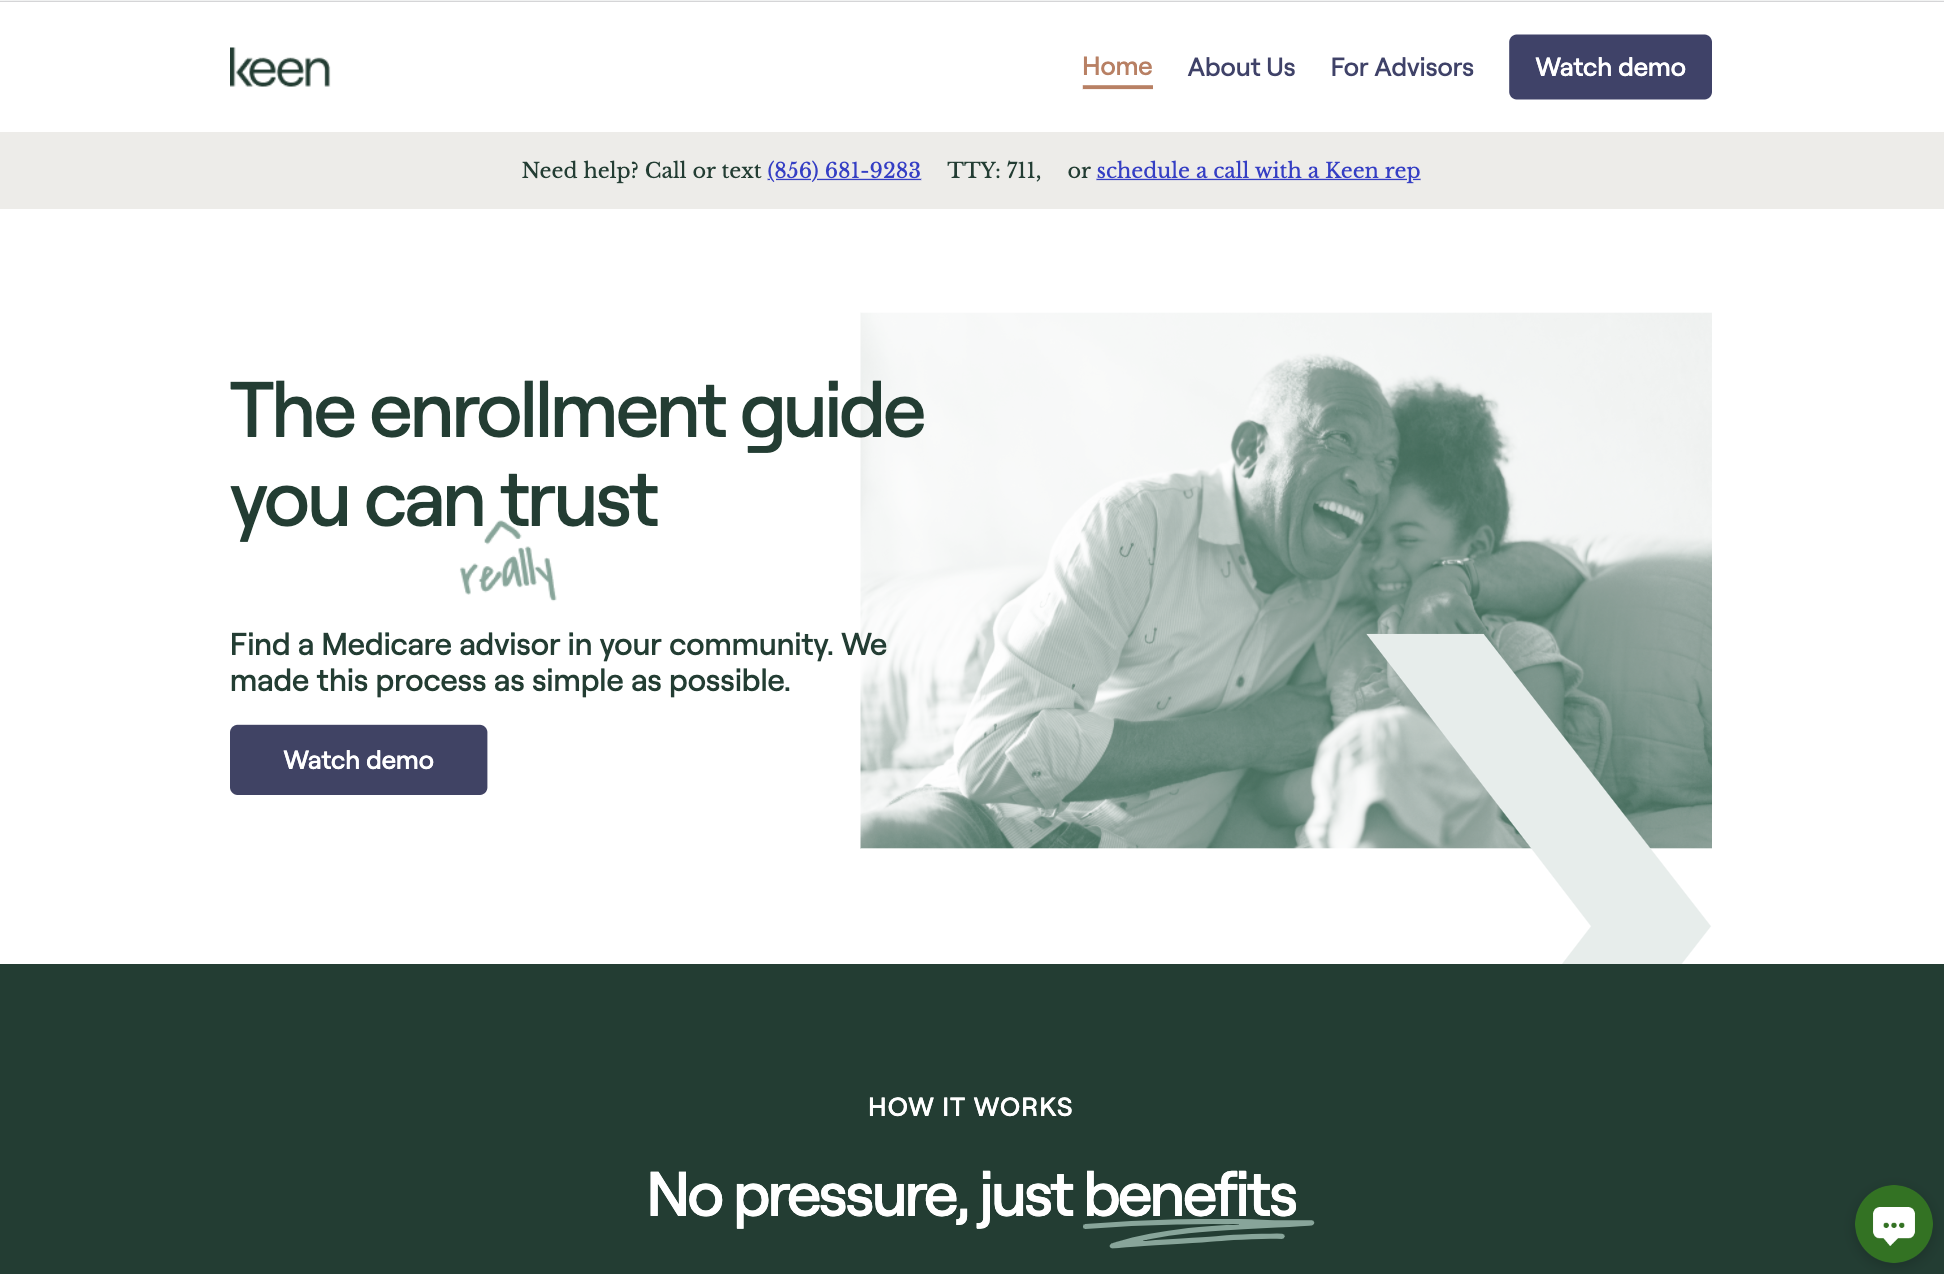 keen
Home About Us For Advisors Watch demo
Need help? Call or text (856) 681-9283 TTY: 711, or schedule a call with a Keen rep
The enrollment guide
you can trust
really
Find a Medicare advisor in your community. We
made this process as simple as possible.
Watch demo
HOW IT WORKS
No pressure, just benefits